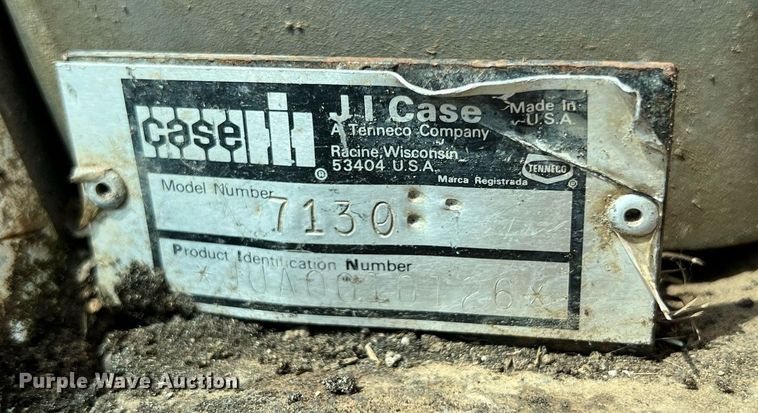 case IH ®
J I Case
A Tenneco Company
Racine, Wisconsin
53404 U.S.A.
Made In
U.S.A
TENNECO ®
Marca Registrada
Model Number
7130
Product Identification Number
Purple Wave Auction